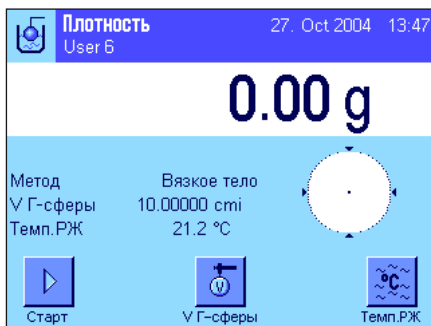 Плотность 27. Oct 2004 13:47
User 6
0.00 g
Метод Вязкое тело
V Г-сферы 10.00000 cmi
Темп.РЖ 21.2 °C
V °C
Старт V Г-сферы Темп.РЖ